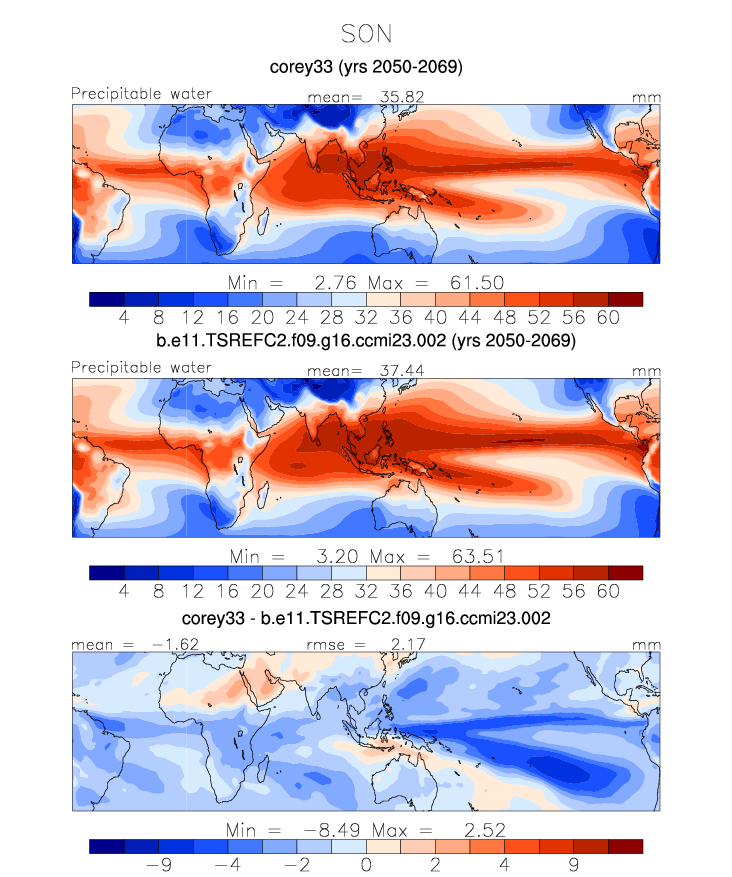 SON
corey33 (yrs 2050-2069)
Precipitable water mean= 35.82 mm
Min = 2.76 Max = 61.50
4 8 12 16 20 24 28 32 36 40 44 48 52 56 60
b.e11.TSREFC2.f09.g16.ccmi23.002 (yrs 2050-2069)
Precipitable water mean= 37.44 mm
Min = 3.20 Max = 63.51
4 8 12 16 20 24 28 32 36 40 44 48 52 56 60
corey33 - b.e11.TSREFC2.f09.g16.ccmi23.002
mean = -1.62 rmse = 2.17 mm
Min = -8.49 Max = 2.52
-9 -4 -2 0 2 4 9